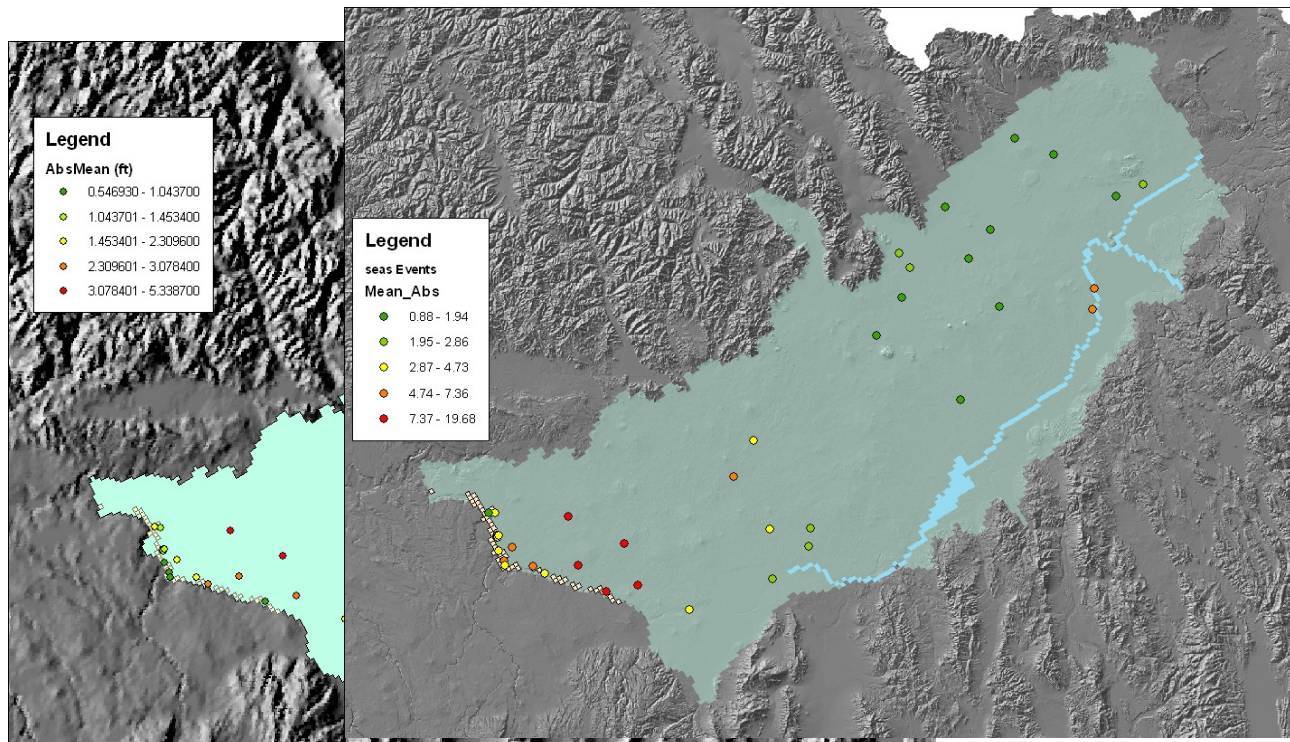 Legend
AbsMean (ft)
0.546930 - 1.043700
1.043701 - 1.453400
1.453401 - 2.309600
2.309601 - 3.078400
3.078401 - 5.338700
Legend
seas Events
Mean_Abs
0.88 - 1.94
1.95 - 2.86
2.87 - 4.73
4.74 - 7.36
7.37 - 19.68